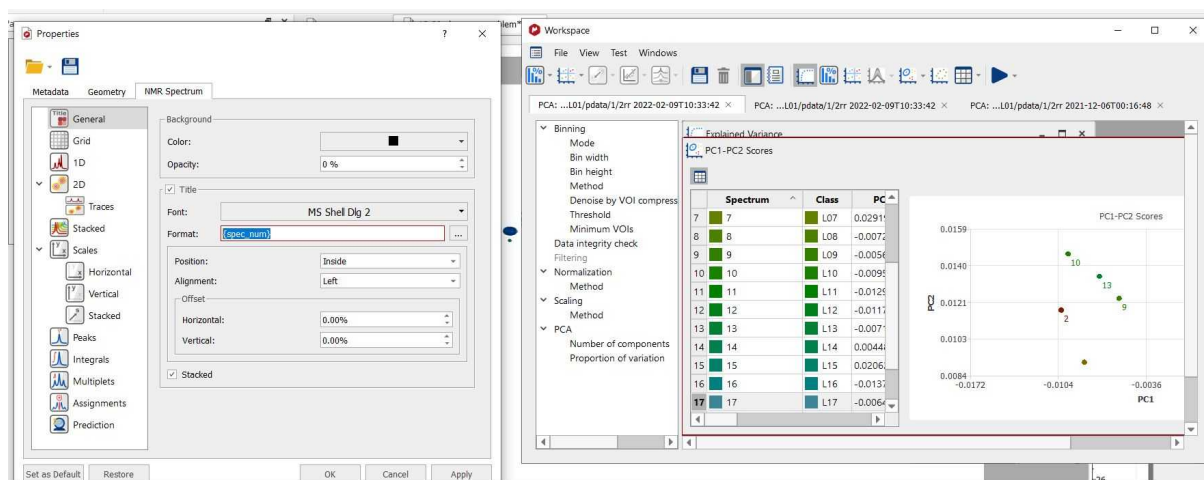 Properties
?
Metadata
Geometry
NMR Spectrum
Title
General
Grid
1D
2D
Traces
Stacked
Scales
Horizontal
Vertical
Stacked
Peaks
Integrals
Multiplets
Assignments
Prediction
Background
Color:
Opacity: 0 %
Title
Font: MS Shell Dlg 2
Format: {spec_num} ...
Position: Inside
Alignment: Left
Offset
Horizontal: 0.00%
Vertical: 0.00%
Stacked
Set as Default Restore OK Cancel Apply
lem*
Workspace
File View Test Windows
PCA: ...L01/pdata/1/2rr 2022-02-09T10:33:42
PCA: ...L01/pdata/1/2rr 2022-02-09T10:33:42
PCA: ...L01/pdata/1/2rr 2021-12-06T00:16:48
Binning
Mode
Bin width
Bin height
Method
Denoise by VOI compress
Threshold
Minimum VOIs
Data integrity check
Filtering
Normalization
Method
Scaling
Method
PCA
Number of components
Proportion of variation
Explained Variance
PC1-PC2 Scores
Spectrum Class PC
7 7 L07 0.0291
8 8 L08 -0.0072
9 9 L09 -0.0056
10 10 L10 -0.0095
11 11 L11 -0.0129
12 12 L12 -0.0117
13 13 L13 -0.0071
14 14 L14 0.0044
15 15 L15 0.0206
16 16 L16 -0.0137
17 17 L17 -0.0064
PC1-PC2 Scores
0.0159
0.0140
0.0121
0.0103
0.0084
PC2
10
13
9
2
-0.0172 -0.0104 -0.0036
PC1